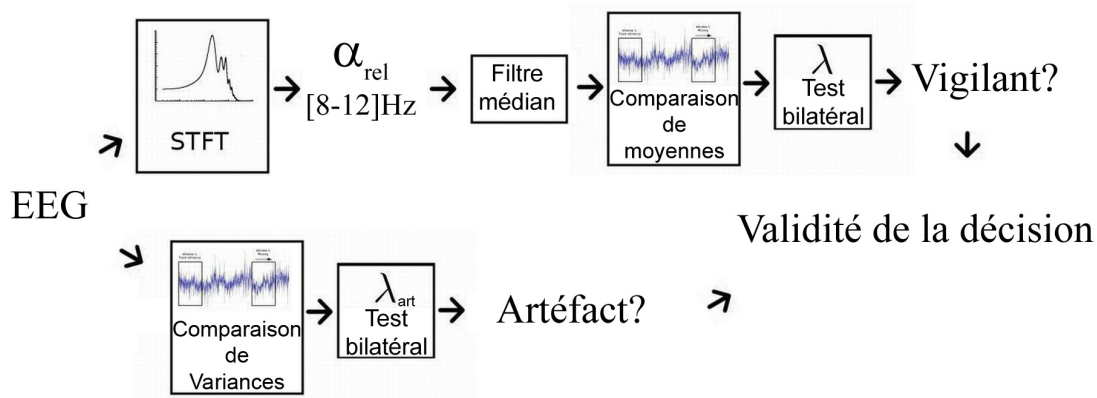 STFT
α rel
[8-12]Hz
Filtre
médian
Comparaison
de
moyennes
λ
Test
bilatéral
Vigilant?
EEG
Validité de la décision
Comparaison
de
Variances
λ art
Test
bilatéral
Artéfact?